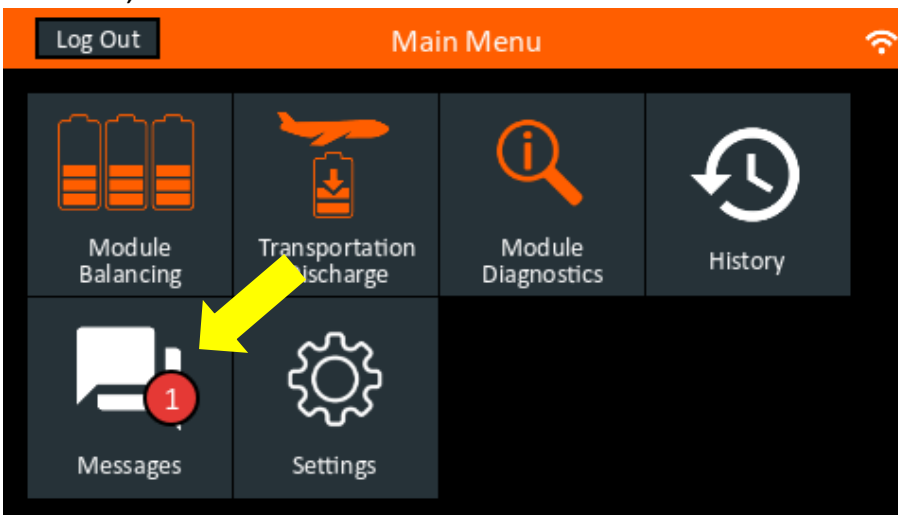 Log Out
Main Menu
Module
Balancing
Transportation
Discharge
Module
Diagnostics
History
1
Messages
Settings